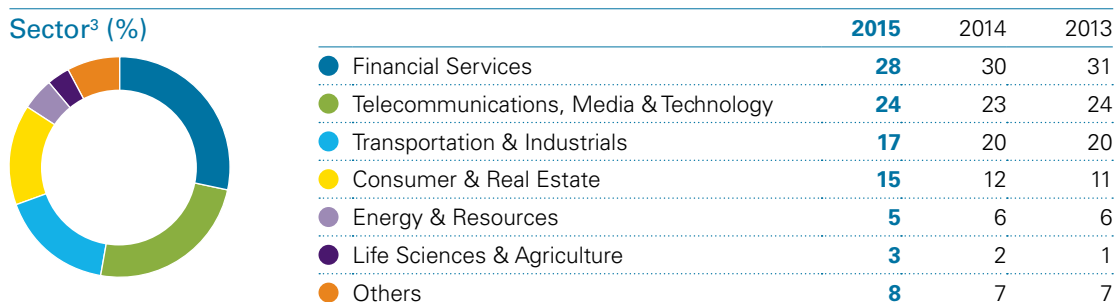 Sector³ (%)
2015 2014 2013
Financial Services 28 30 31
Telecommunications, Media & Technology 24 23 24
Transportation & Industrials 17 20 20
Consumer & Real Estate 15 12 11
Energy & Resources 5 6 6
Life Sciences & Agriculture 3 2 1
Others 8 7 7